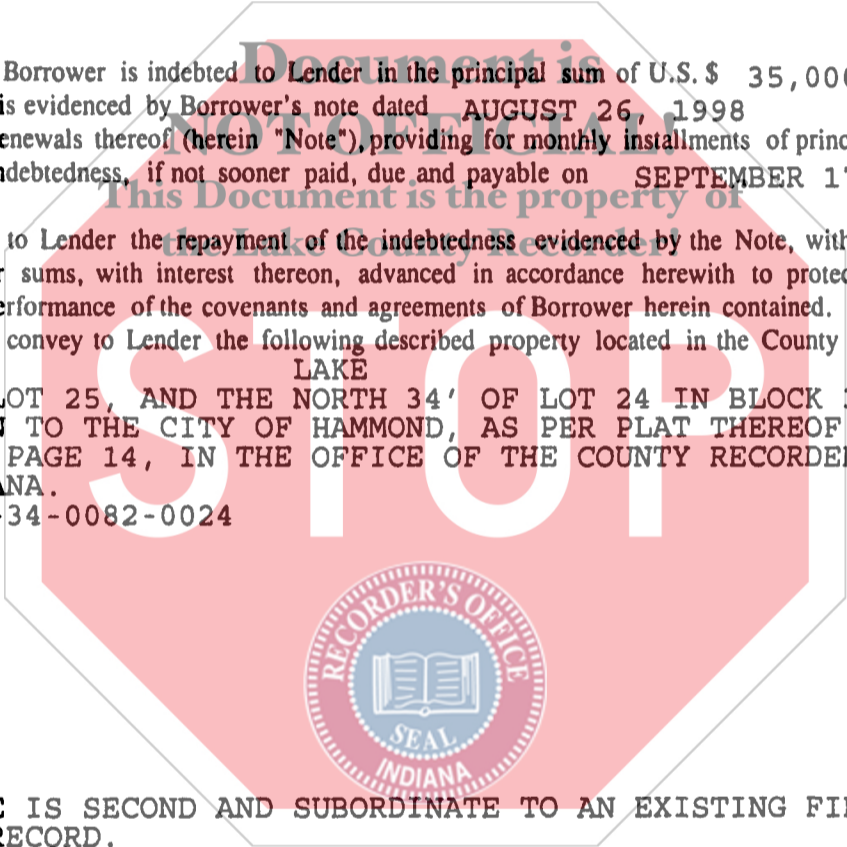 Document is
Borrower is indebted to Lender in the principal sum of U.S. $ 35,00
is evidenced by Borrower's note dated AUGUST 26, 1998
NOT OFFICIAL!
enewals thereof (herein "Note"), providing for monthly installments of princ
ndebtedness, if not sooner paid, due and payable on SEPTEMBER 1
This Document is the property of
the Lake County Recorder!
to Lender the repayment of the indebtedness evidenced by the Note, with
r sums, with interest thereon, advanced in accordance herewith to protec
erformance of the covenants and agreements of Borrower herein contained.
convey to Lender the following described property located in the County
LAKE
LOT 25, AND THE NORTH 34' OF LOT 24 IN BLOCK
TO THE CITY OF HAMMOND, AS PER PLAT THEREOF
PAGE 14, IN THE OFFICE OF THE COUNTY RECORDE
ANA.
-34-0082-0024
STOP
RECORDER'S OFFICE
SEAL
INDIANA
IS SECOND AND SUBORDINATE TO AN EXISTING FI
RECORD.